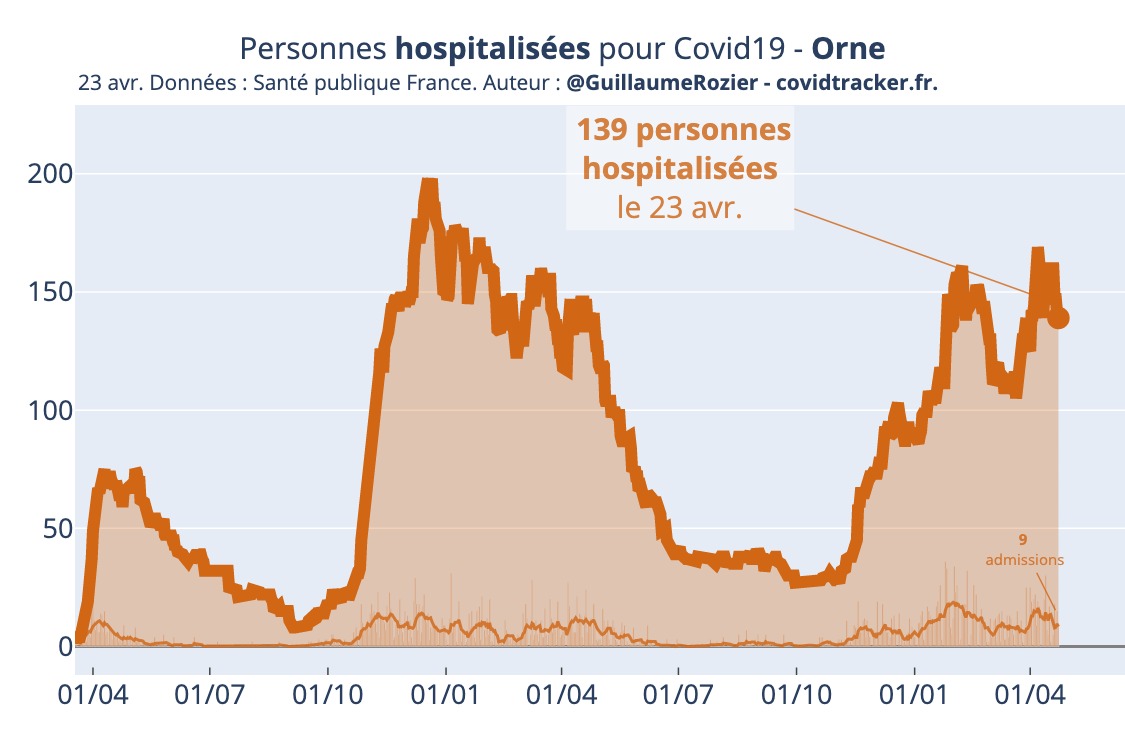 Personnes hospitalisées pour Covid19 - Orne
23 avr. Données : Santé publique France. Auteur : @GuillaumeRozier - covidtracker.fr.
139 personnes
hospitalisées
le 23 avr.
200
150
100
50
0
9
admissions
01/04 01/07 01/10 01/01 01/04 01/07 01/10 01/01 01/04